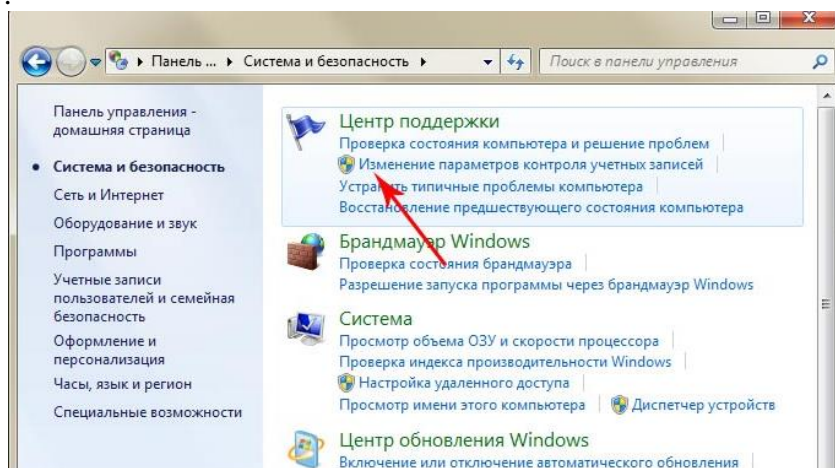 Панель ... Система и безопасность
Поиск в панели управления
Панель управления -
домашняя страница
Система и безопасность
Сеть и Интернет
Оборудование и звук
Программы
Учетные записи
пользователей и семейная
безопасность
Оформление и
персонализация
Часы, язык и регион
Специальные возможности
Центр поддержки
Проверка состояния компьютера и решение проблем
Изменение параметров контроля учетных записей
Устранить типичные проблемы компьютера
Восстановление предшествующего состояния компьютера
Брандмауэр Windows
Проверка состояния брандмауэра
Разрешение запуска программы через брандмауэр Windows
Система
Просмотр объема ОЗУ и скорости процессора
Проверка индекса производительности Windows
Настройка удаленного доступа
Просмотр имени этого компьютера Диспетчер устройств
Центр обновления Windows
Включение или отключение автоматического обновления